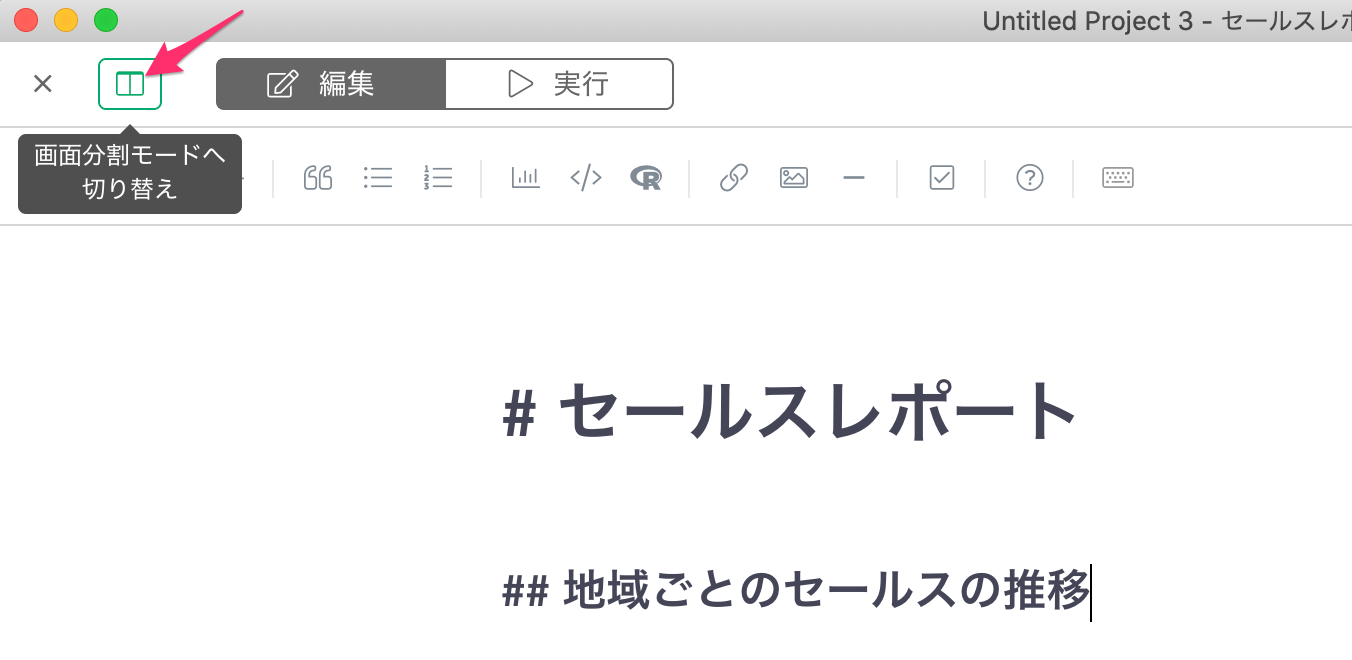 Untitled Project 3 - セールスレポ
編集
実行
画面分割モードへ
切り替え
# セールスレポート
## 地域ごとのセールスの推移